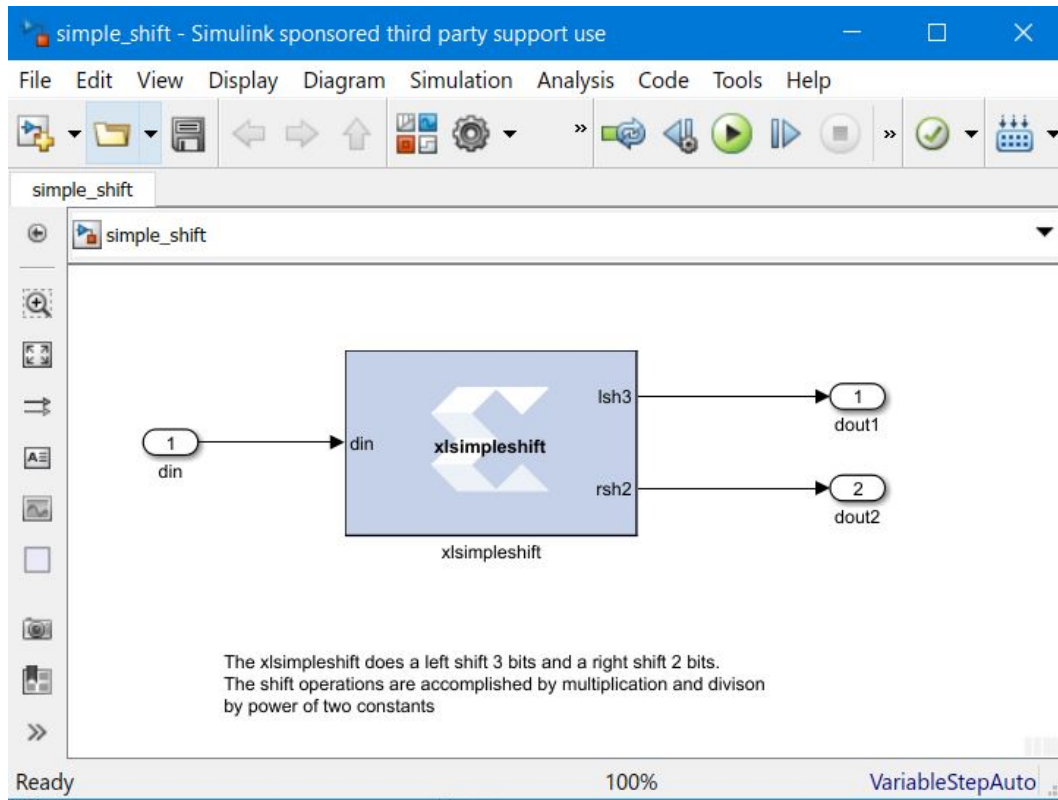 simple_shift - Simulink sponsored third party support use
File Edit View Display Diagram Simulation Analysis Code Tools Help
» »
simple_shift
simple_shift
A
1
din
din
xlsimpleshift
lsh3
rsh2
1
dout1
2
dout2
xlsimpleshift
The xlsimpleshift does a left shift 3 bits and a right shift 2 bits.
The shift operations are accomplished by multiplication and divison
by power of two constants
»
Ready 100% VariableStepAuto